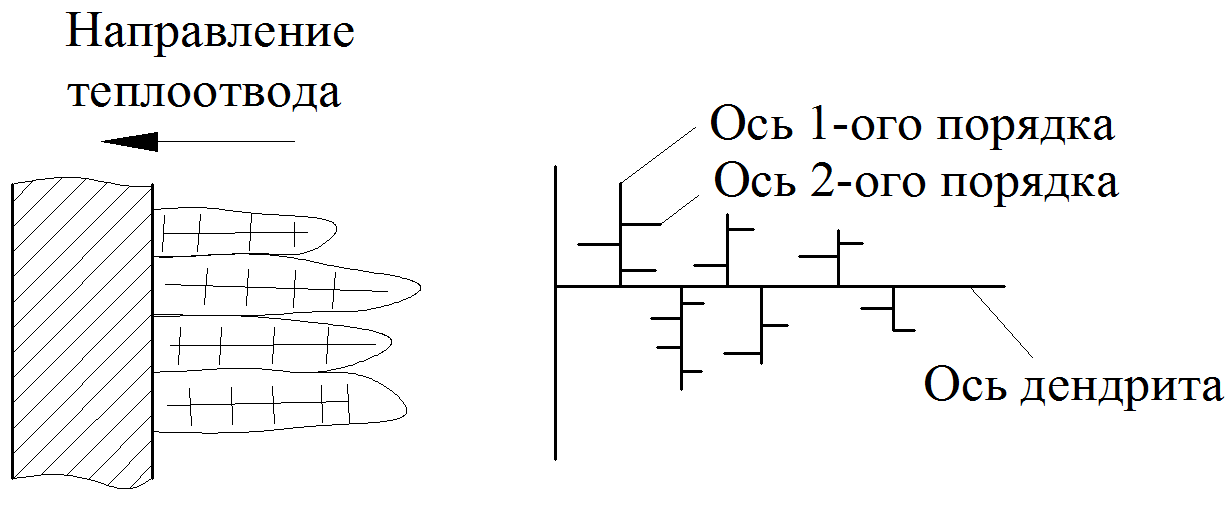 Направление
теплоотвода
Ось 1-ого порядка
Ось 2-ого порядка
Ось дендрита